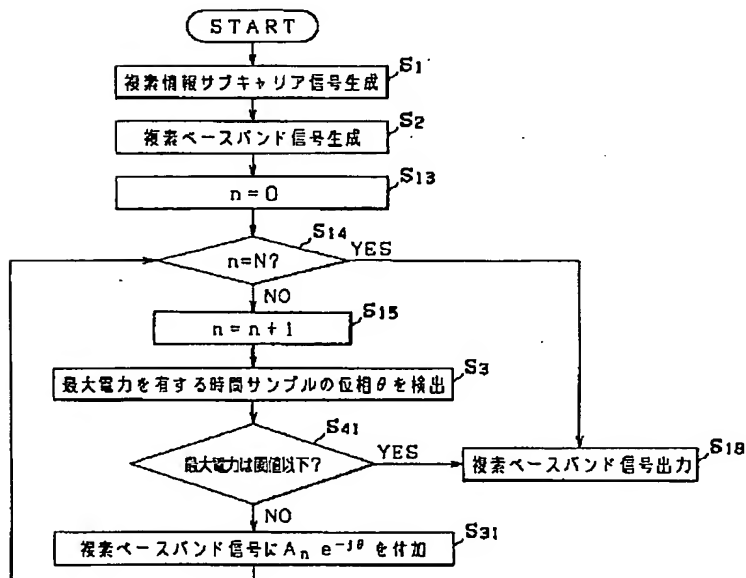 START
複素情報サブキャリア信号生成
S1
複素ベースバンド信号生成
S2
n=0
S13
n=N?
S14
YES
NO
n=n+1
S15
最大電力を有する時間サンプルの位相θを検出
S3
最大電力は閾値以下?
S41
YES
複素ベースバンド信号出力
S18
NO
複素ベースバンド信号にAn e−jθを付加
S31